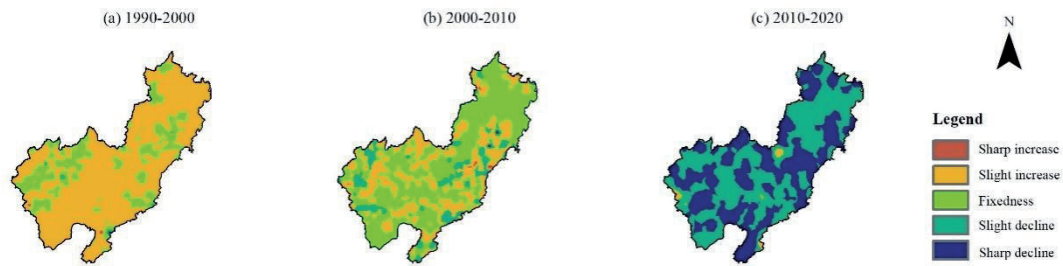 (a) 1990-2000
(b) 2000-2010
(c) 2010-2020
N
Legend
Sharp increase
Slight increase
Fixedness
Slight decline
Sharp decline